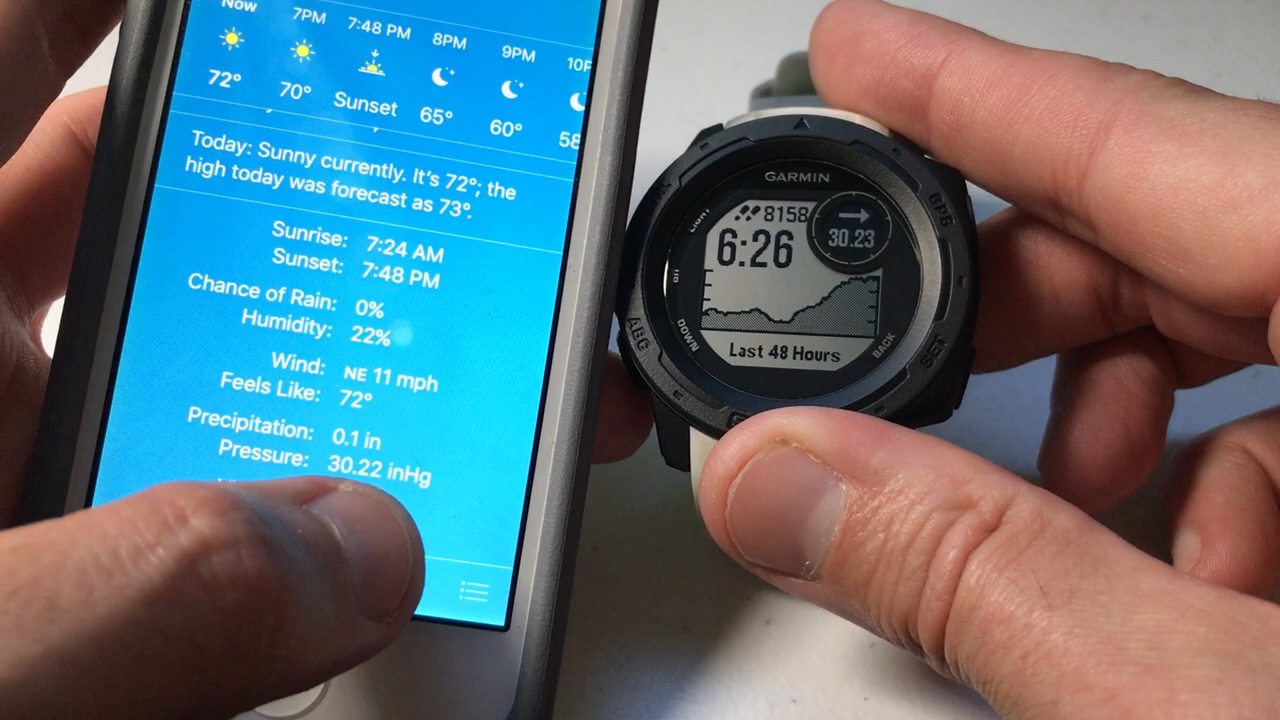 Now 7PM 7:48 PM 8PM 9PM
72° 70° Sunset 65° 60° 58
Today: Sunny currently. It's 72°; the
high today was forecast as 73°.
Sunrise: 7:24 AM
Sunset: 7:48 PM
Chance of Rain: 0%
Humidity: 22%
Wind: NE 11 mph
Feels Like: 72°
Precipitation: 0.1 in
Pressure: 30.22 inHg
GARMIN
8158
6:26
30.23
Last 48 Hours
DOWN
BACK
ABC
SET
GPS